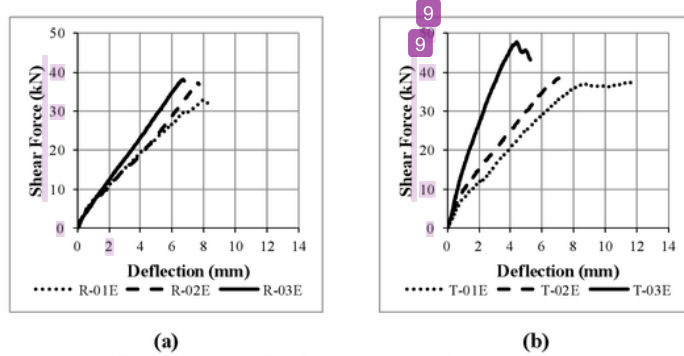 9
9
50
40
30
20
10
0
Shear Force (kN)
0 2 4 6 8 10 12 14
Deflection (mm)
R-01E R-02E R-03E
(a)
40
30
20
10
0
Shear Force (kN)
0 2 4 6 8 10 12 14
Deflection (mm)
T-01E T-02E T-03E
(b)